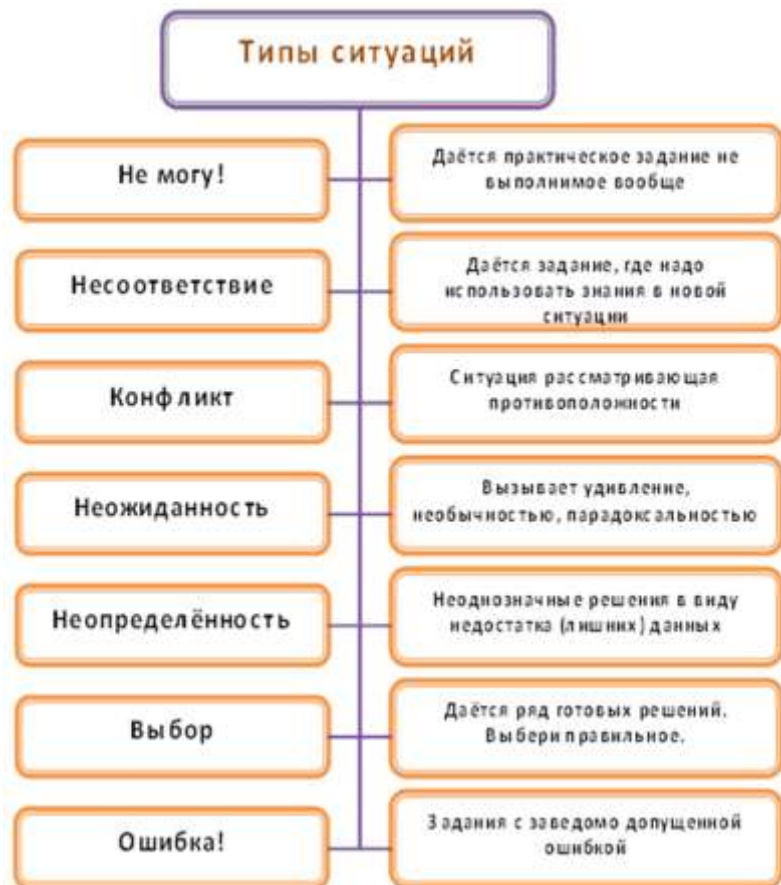 Типы ситуаций
Не могу!
Даётся практическое задание не
выполнимое вообще
Несоответствие
Даётся задание, где надо
использовать знания в новой
ситуации
Конфликт
Ситуация рассматривающая
противоположности
Неожиданность
Вызывает удивление,
необычностью, парадоксальностью
Неопределённость
Неоднозначные решения в виду
недостатка (лишних) данных
Выбор
Даётся ряд готовых решений.
Выбери правильное.
Ошибка!
Задания с заведомо допущенной
ошибкой